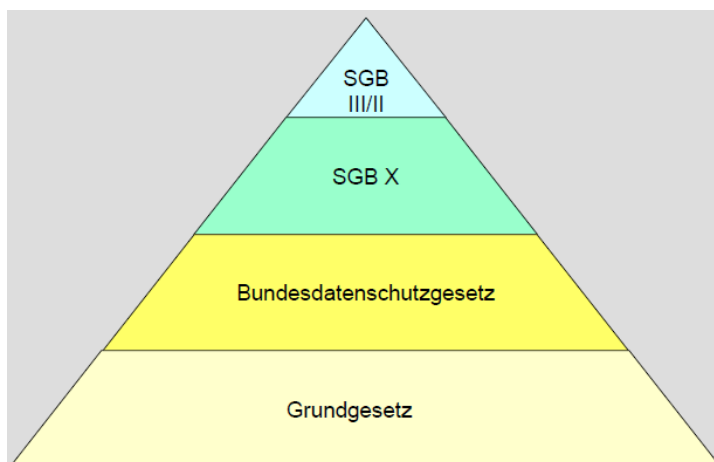 SGB
III/II
SGB X
Bundesdatenschutzgesetz
Grundgesetz